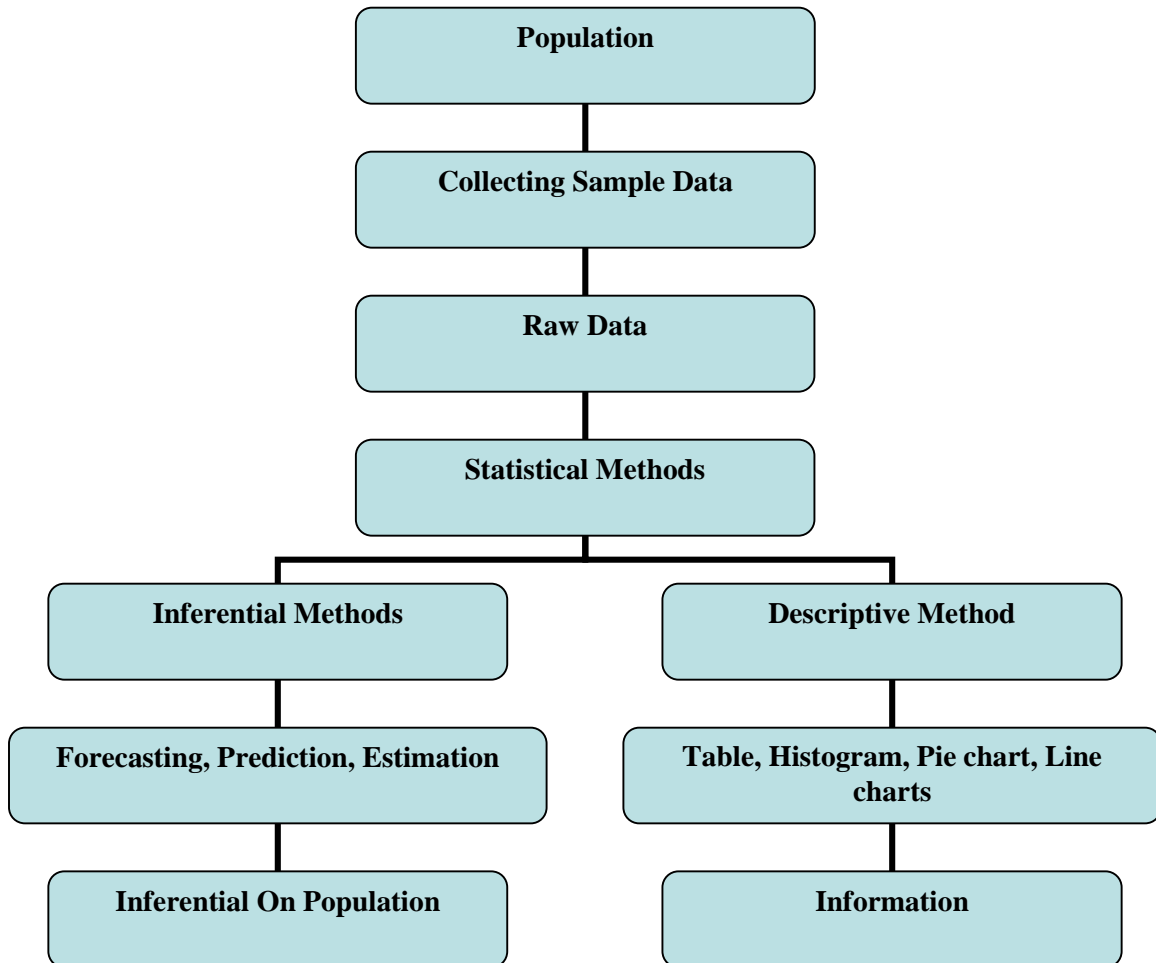 Population
Collecting Sample Data
Raw Data
Statistical Methods
Inferential Methods
Descriptive Method
Forecasting, Prediction, Estimation
Table, Histogram, Pie chart, Line
charts
Inferential On Population
Information